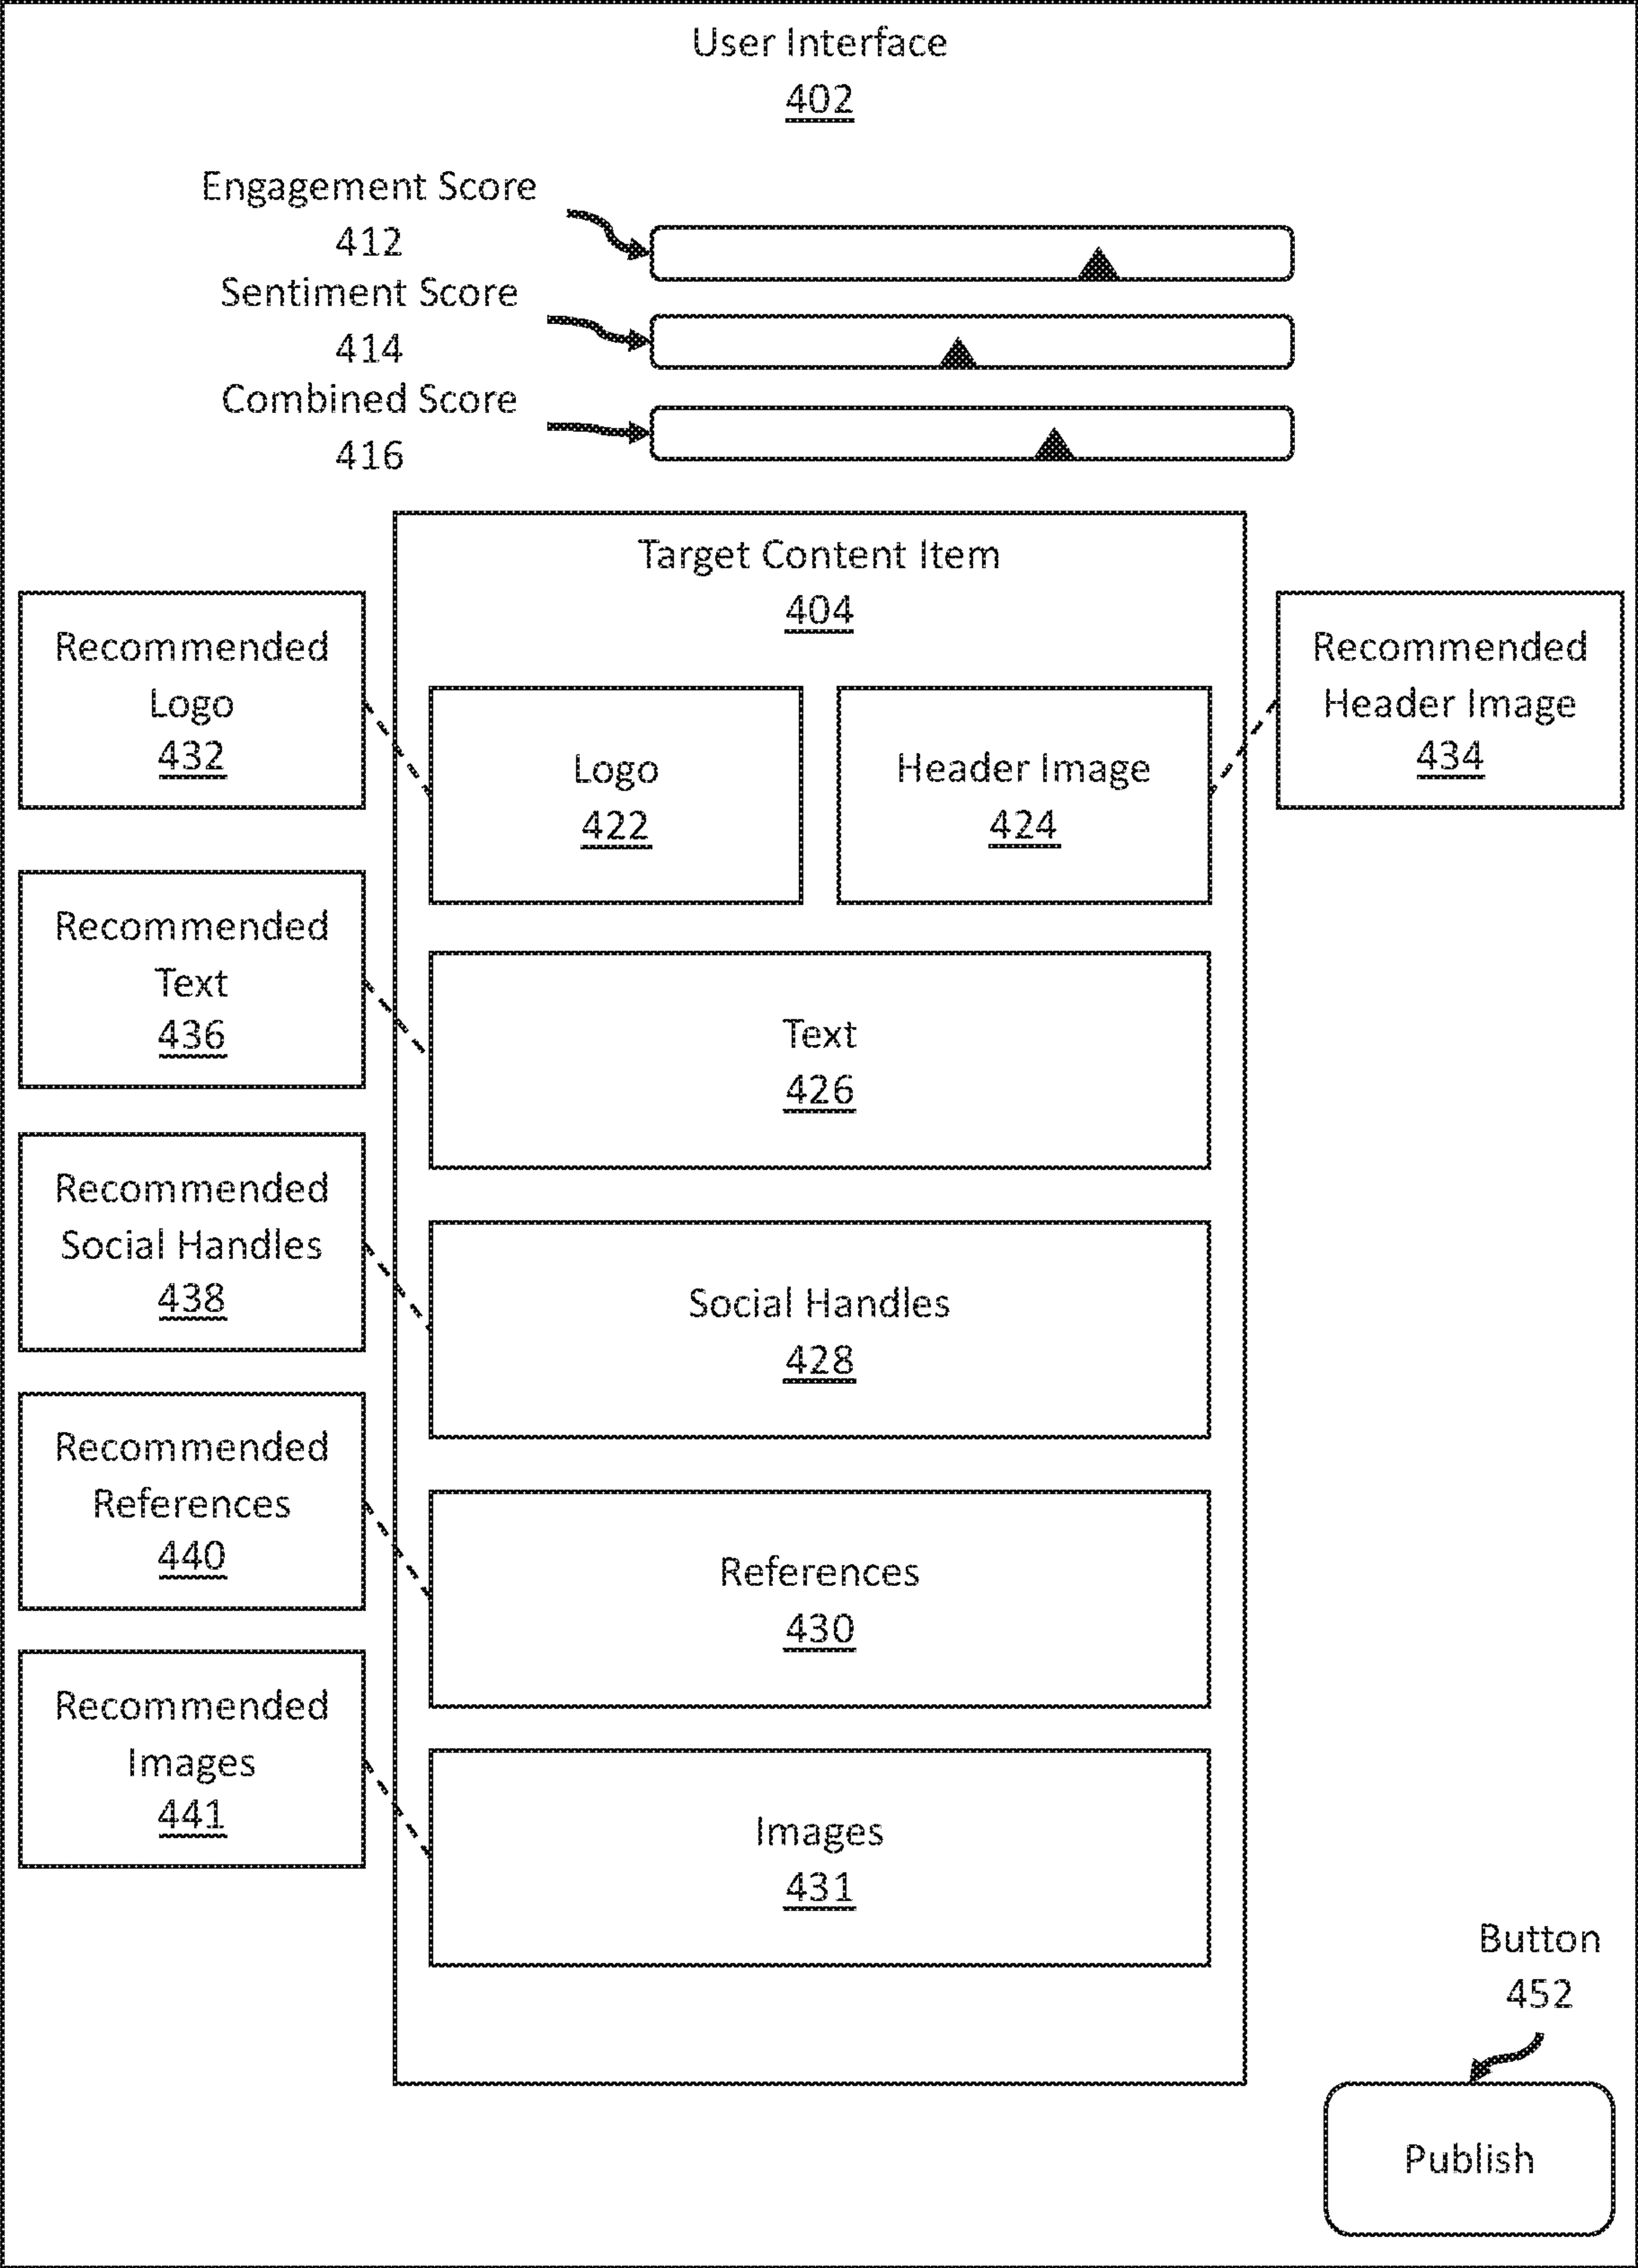 User Interface
402
Engagement Score
412
Sentiment Score
414
Combined Score
416
Target Content Item
404
Recommended
Logo
432
Logo
422
Header Image
424
Recommended
Header Image
434
Recommended
Text
436
Text
426
Recommended
Social Handles
438
Social Handles
428
Recommended
References
440
References
430
Recommended
Images
441
Images
431
Button
452
Publish